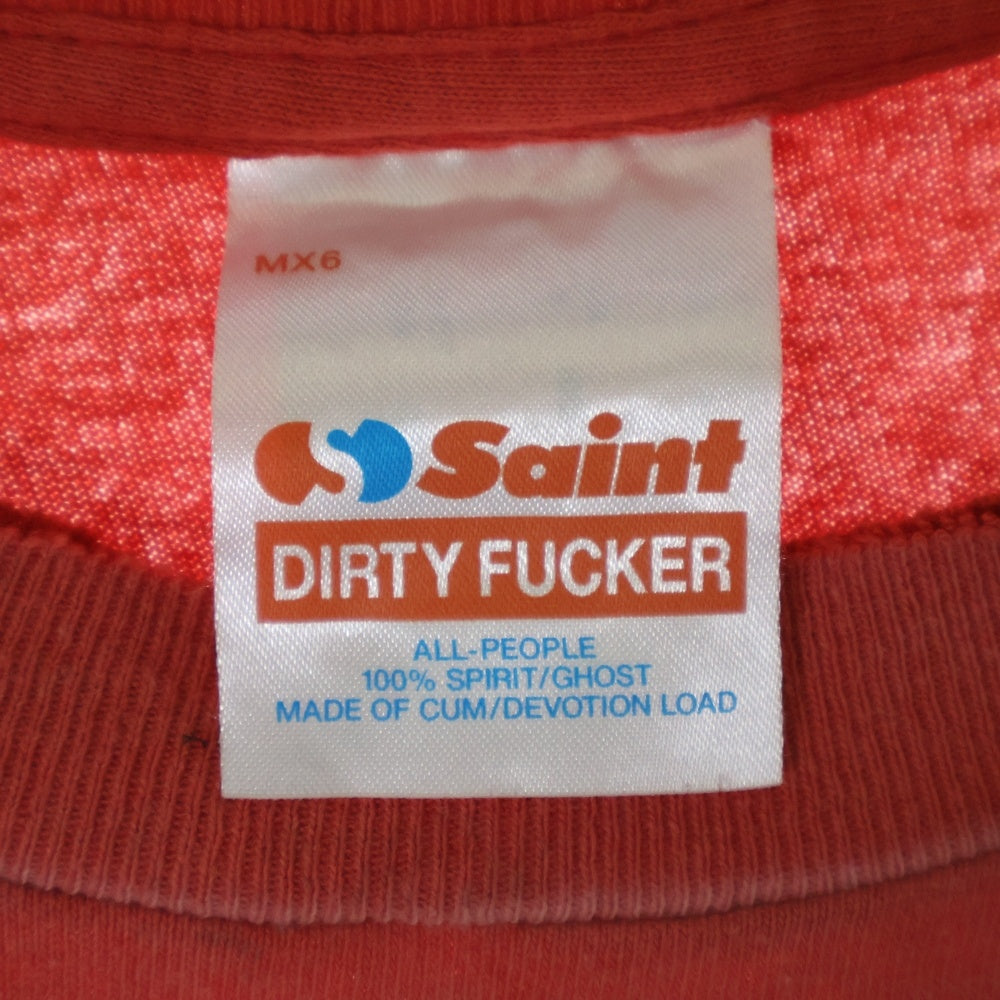 MX6
S Saint
DIRTY FUCKER
ALL-PEOPLE
100% SPIRIT/GHOST
MADE OF CUM/DEVOTION LOAD